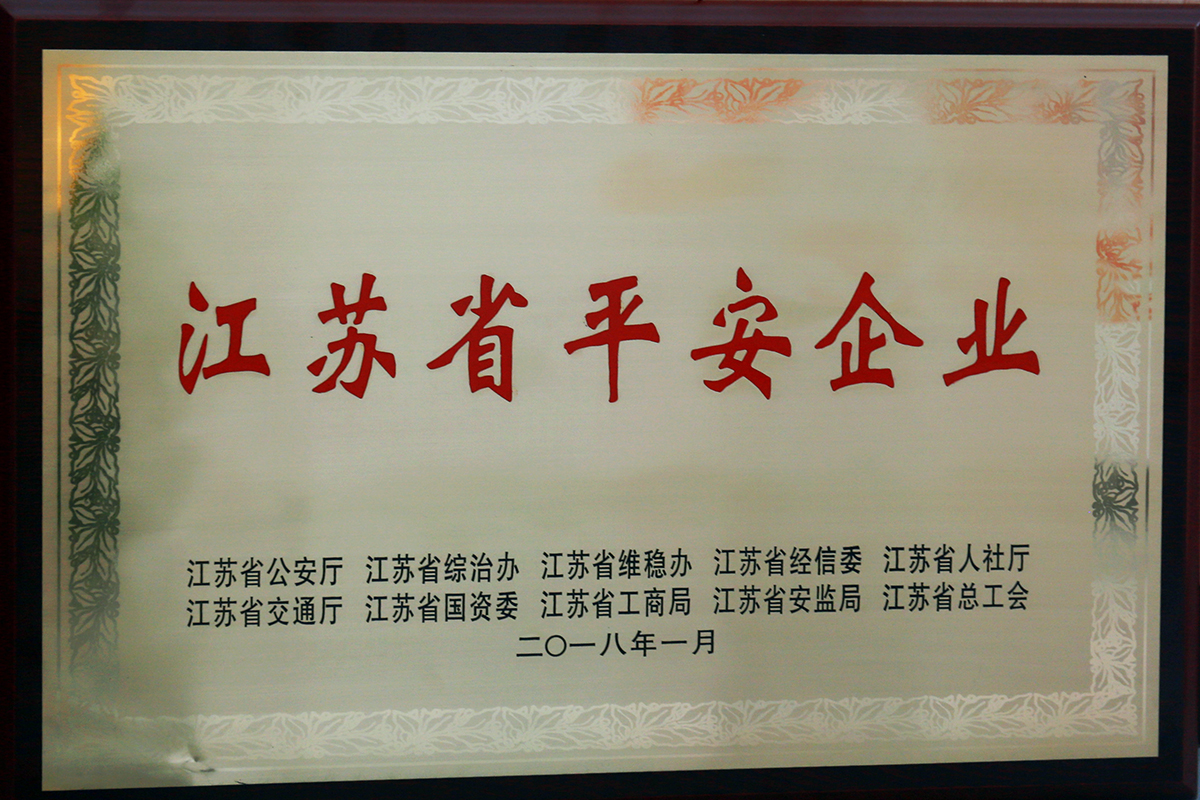 江苏省平安企业
江苏省公安厅 江苏省综治办 江苏省维稳办 江苏省经信委 江苏省人社厅
江苏省交通厅 江苏省国资委 江苏省工商局 江苏省安监局 江苏省总工会
二〇一八年一月